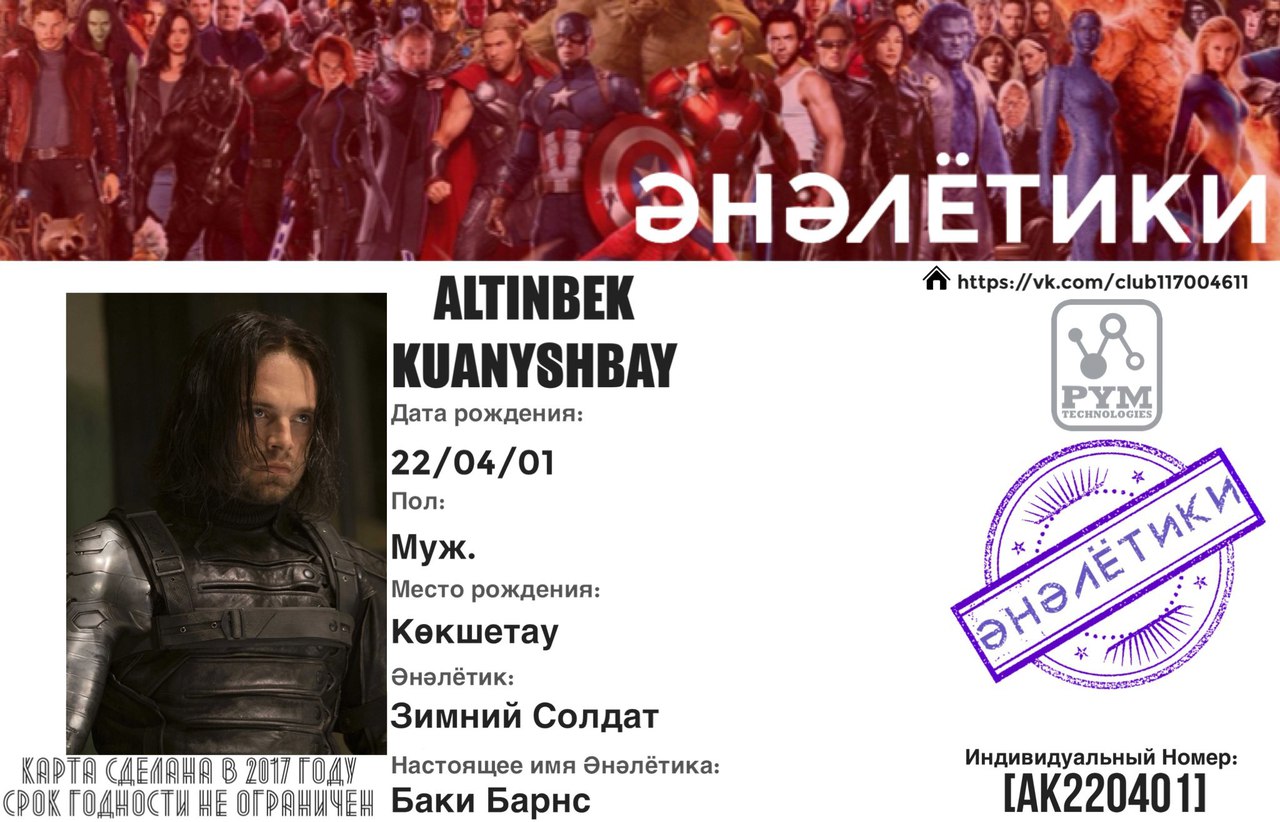 ӘНӘЛЁТИКИ
https://vk.com/club117004611
ALTINBEK
KUANYSHBAY
Дата рождения:
22/04/01
Пол:
Муж.
Место рождения:
Көкшетау
Әнәлётик:
Зимний Солдат
Настоящее имя Әнәлётика:
Баки Барнс
КАРТА СДЕЛАНА В 2017 ГОДУ
СРОК ГОДНОСТИ НЕ ОГРАНИЧЕН
PYM
TECHNOLOGIES
ӘНӘЛЁТИКИ
Индивидуальный Номер:
[AK220401]